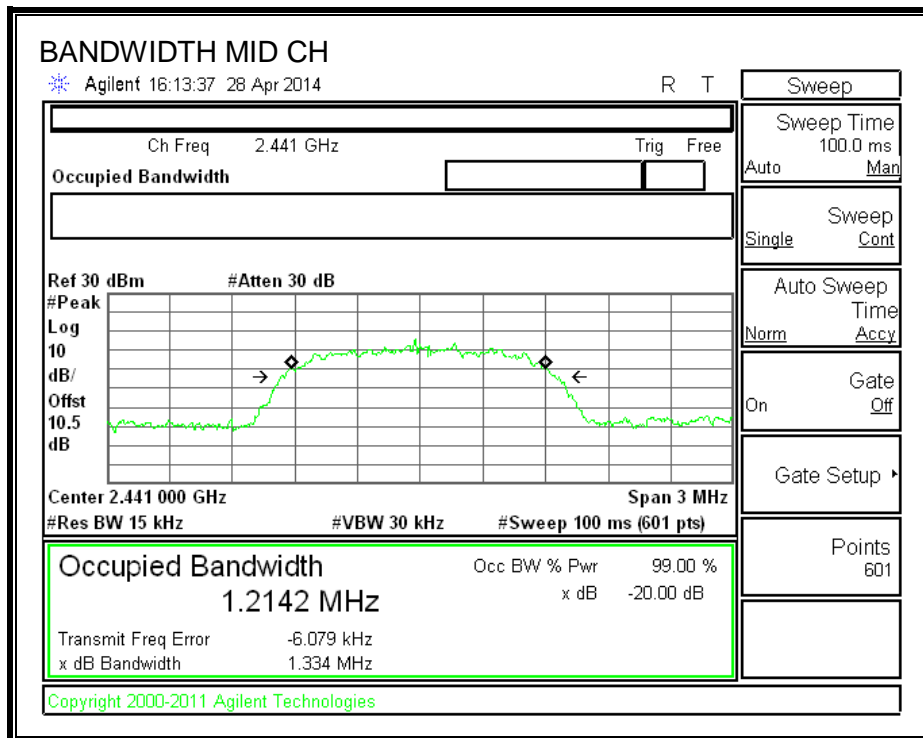 BANDWIDTH MID CH
Agilent 16:13:37 28 Apr 2014 R T
Ch Freq 2.441 GHz Trig Free
Occupied Bandwidth
Ref 30 dBm #Atten 30 dB
#Peak
Log
10
dB/
Offst
10.5
dB
Center 2.441 000 GHz Span 3 MHz
#Res BW 15 kHz #VBW 30 kHz #Sweep 100 ms (601 pts)
Occupied Bandwidth Occ BW % Pwr 99.00 %
1.2142 MHz x dB -20.00 dB
Transmit Freq Error -6.079 kHz
x dB Bandwidth 1.334 MHz
Copyright 2000-2011 Agilent Technologies
Sweep
Sweep Time
100.0 ms
Auto Man
Sweep
Single Cont
Auto Sweep
Time
Norm Accy
Gate
On Off
Gate Setup
Points
601